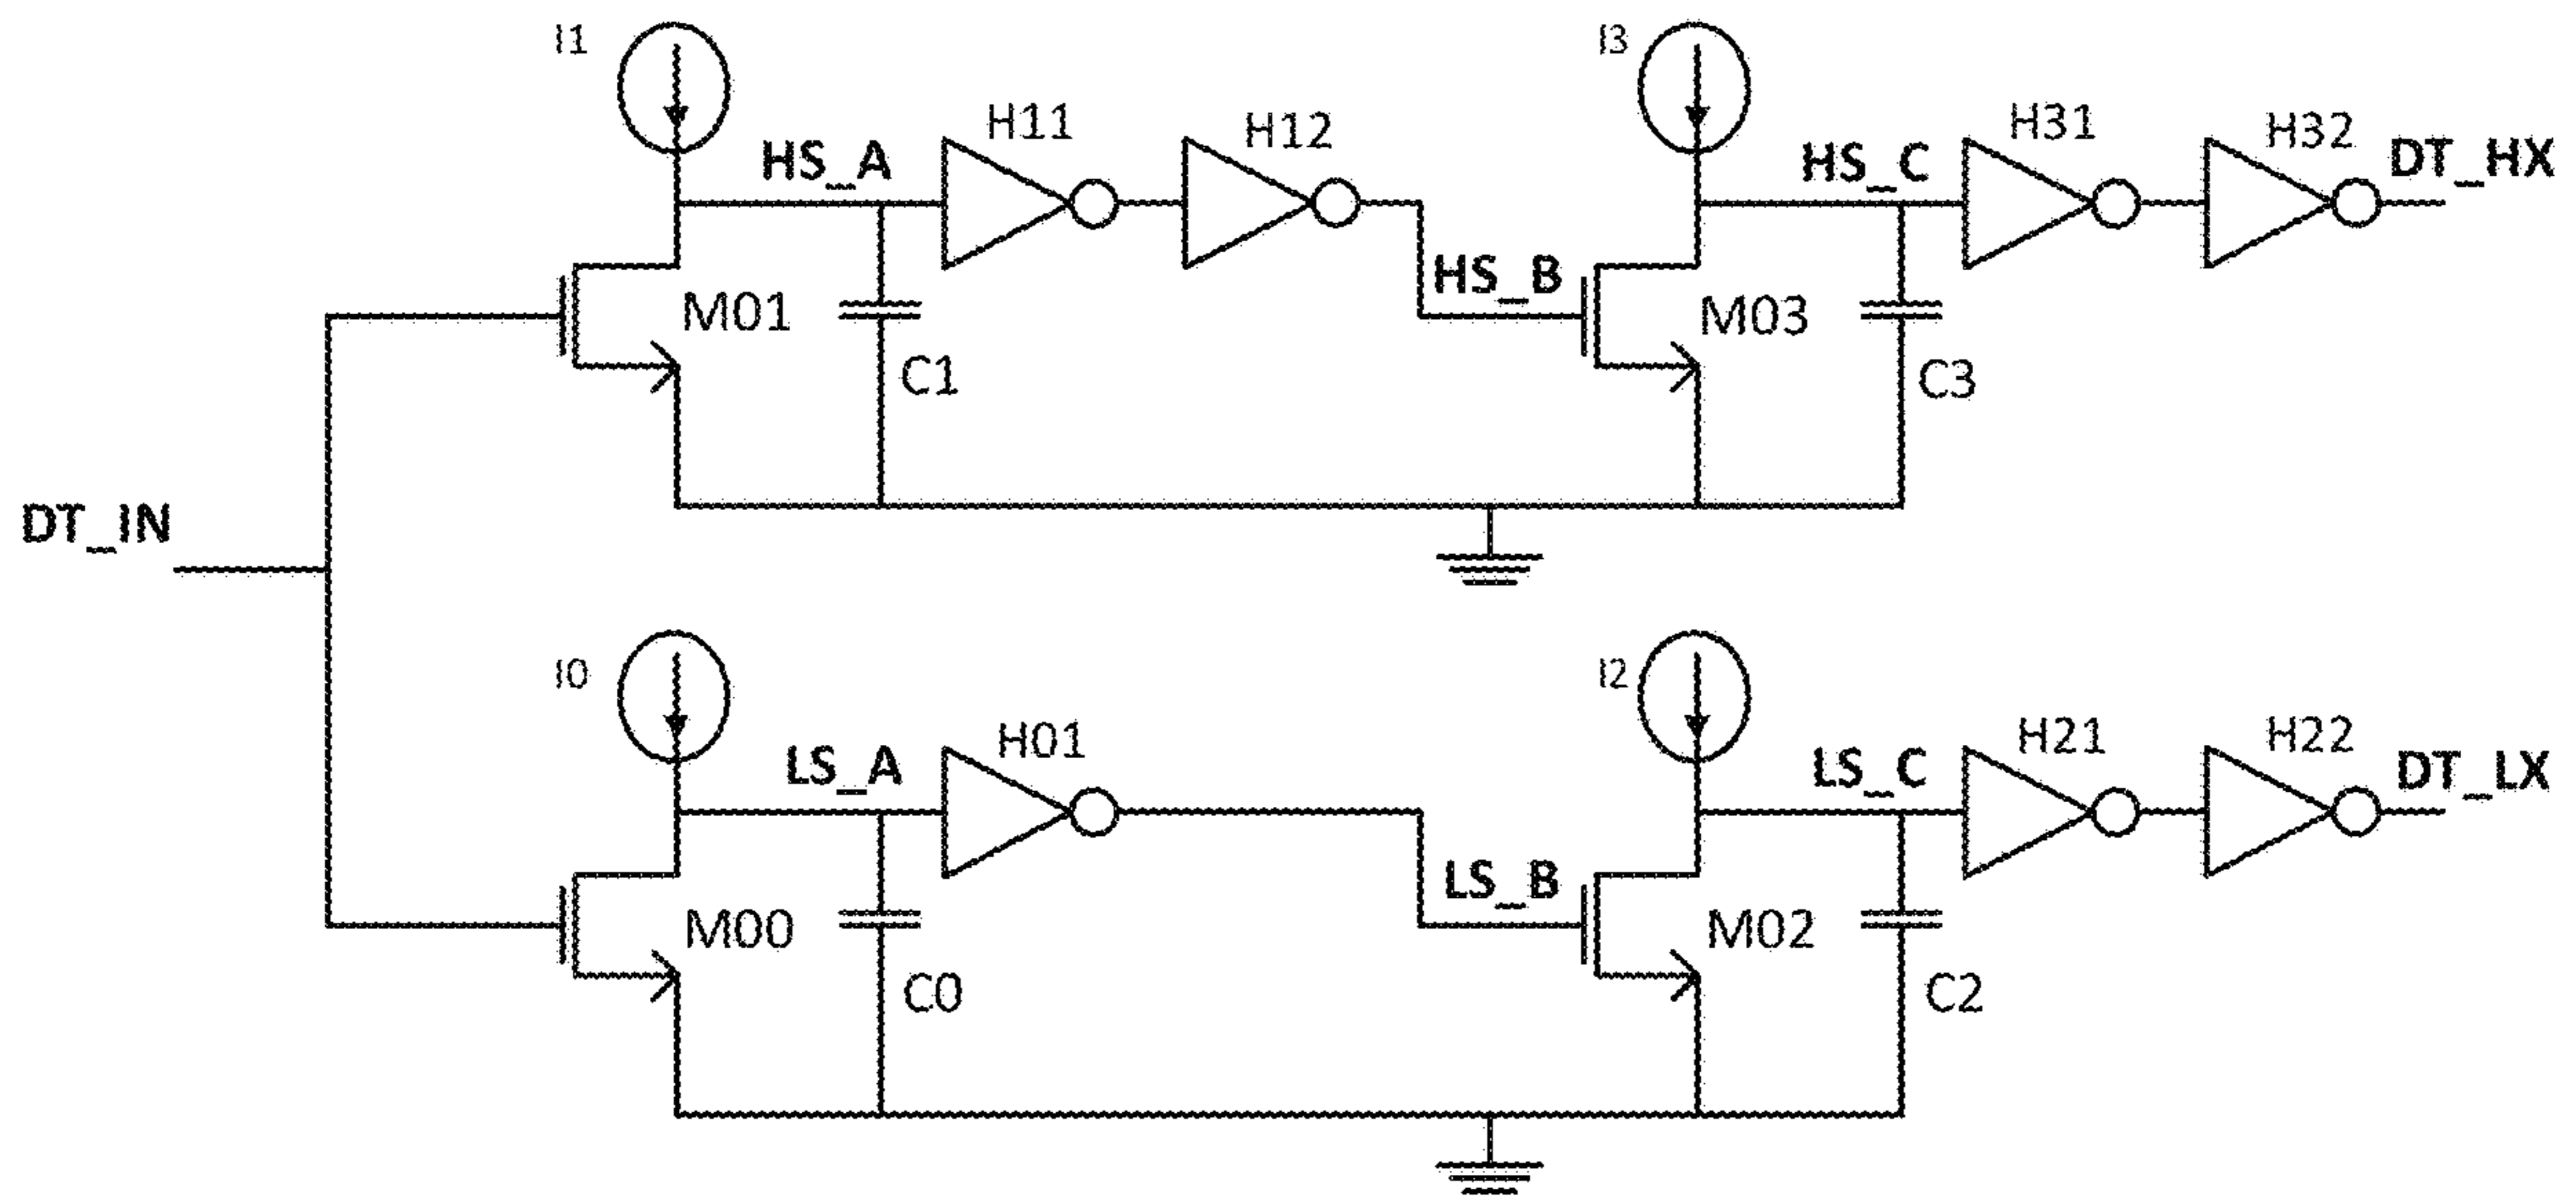 I1
I3
H11
H12
H31
H32
HS_A
HS_C
DT_HX
HS_B
M01
M03
C1
C3
DT_IN
I0
I2
H01
H21
H22
LS_A
LS_C
DT_LX
LS_B
M00
M02
C0
C2